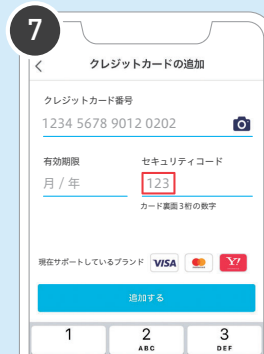 7
クレジットカードの追加
クレジットカード番号
1234 5678 9012 0202
有効期限 セキュリティコード
月 / 年 123
カード裏面3桁の数字
現在サポートしているブランド VISA Y!
追加する
1 2 3
ABC DEF